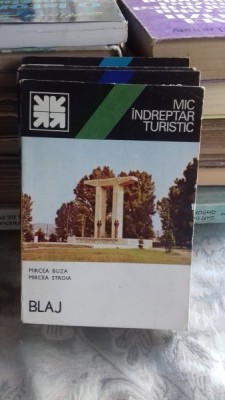 MIC
ÎNDREPTAR
TURISTIC
MIRCEA BUZA
MIRCEA STROIA
BLAJ